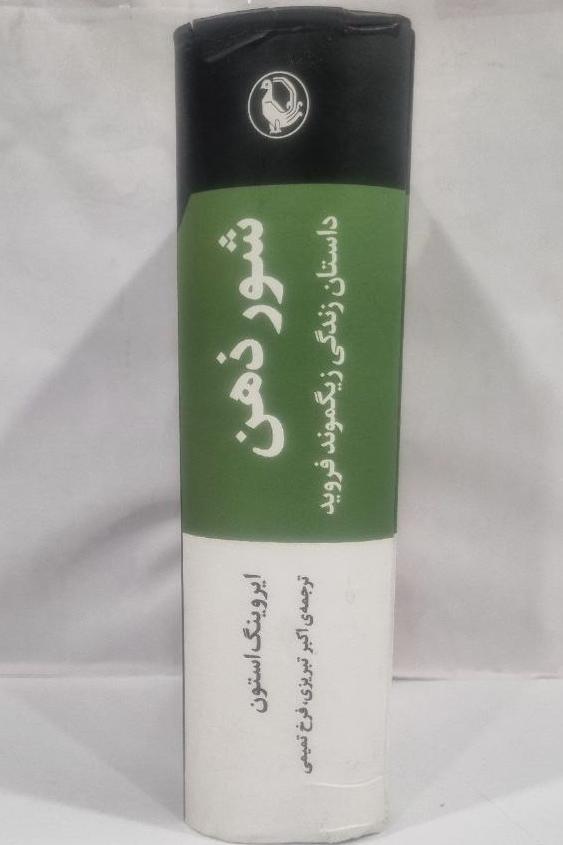 شور ذهن
داستان زندگی زیگموند فروید
ایروینگ استون
ترجمه‌ی اکبر تبریزی، فرخ تمیمی